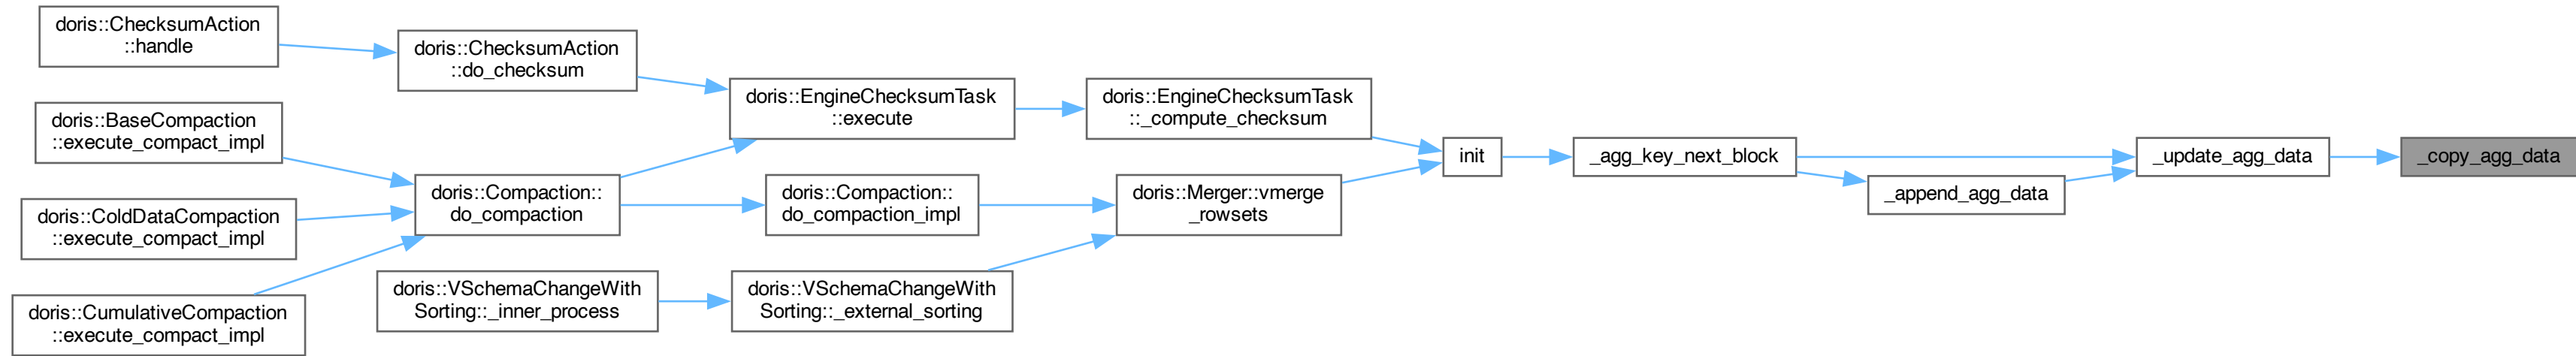 doris::ChecksumAction
::handle
doris::BaseCompaction
::execute_compact_impl
doris::ColdDataCompaction
::execute_compact_impl
doris::CumulativeCompaction
::execute_compact_impl
doris::ChecksumAction
::do_checksum
doris::Compaction::
do_compaction
doris::VSchemaChangeWith
Sorting::_inner_process
doris::EngineChecksumTask
::execute
doris::Compaction::
do_compaction_impl
doris::VSchemaChangeWith
Sorting::_external_sorting
doris::EngineChecksumTask
::_compute_checksum
doris::Merger::vmerge
_rowsets
init
_agg_key_next_block
_append_agg_data
_update_agg_data
_copy_agg_data